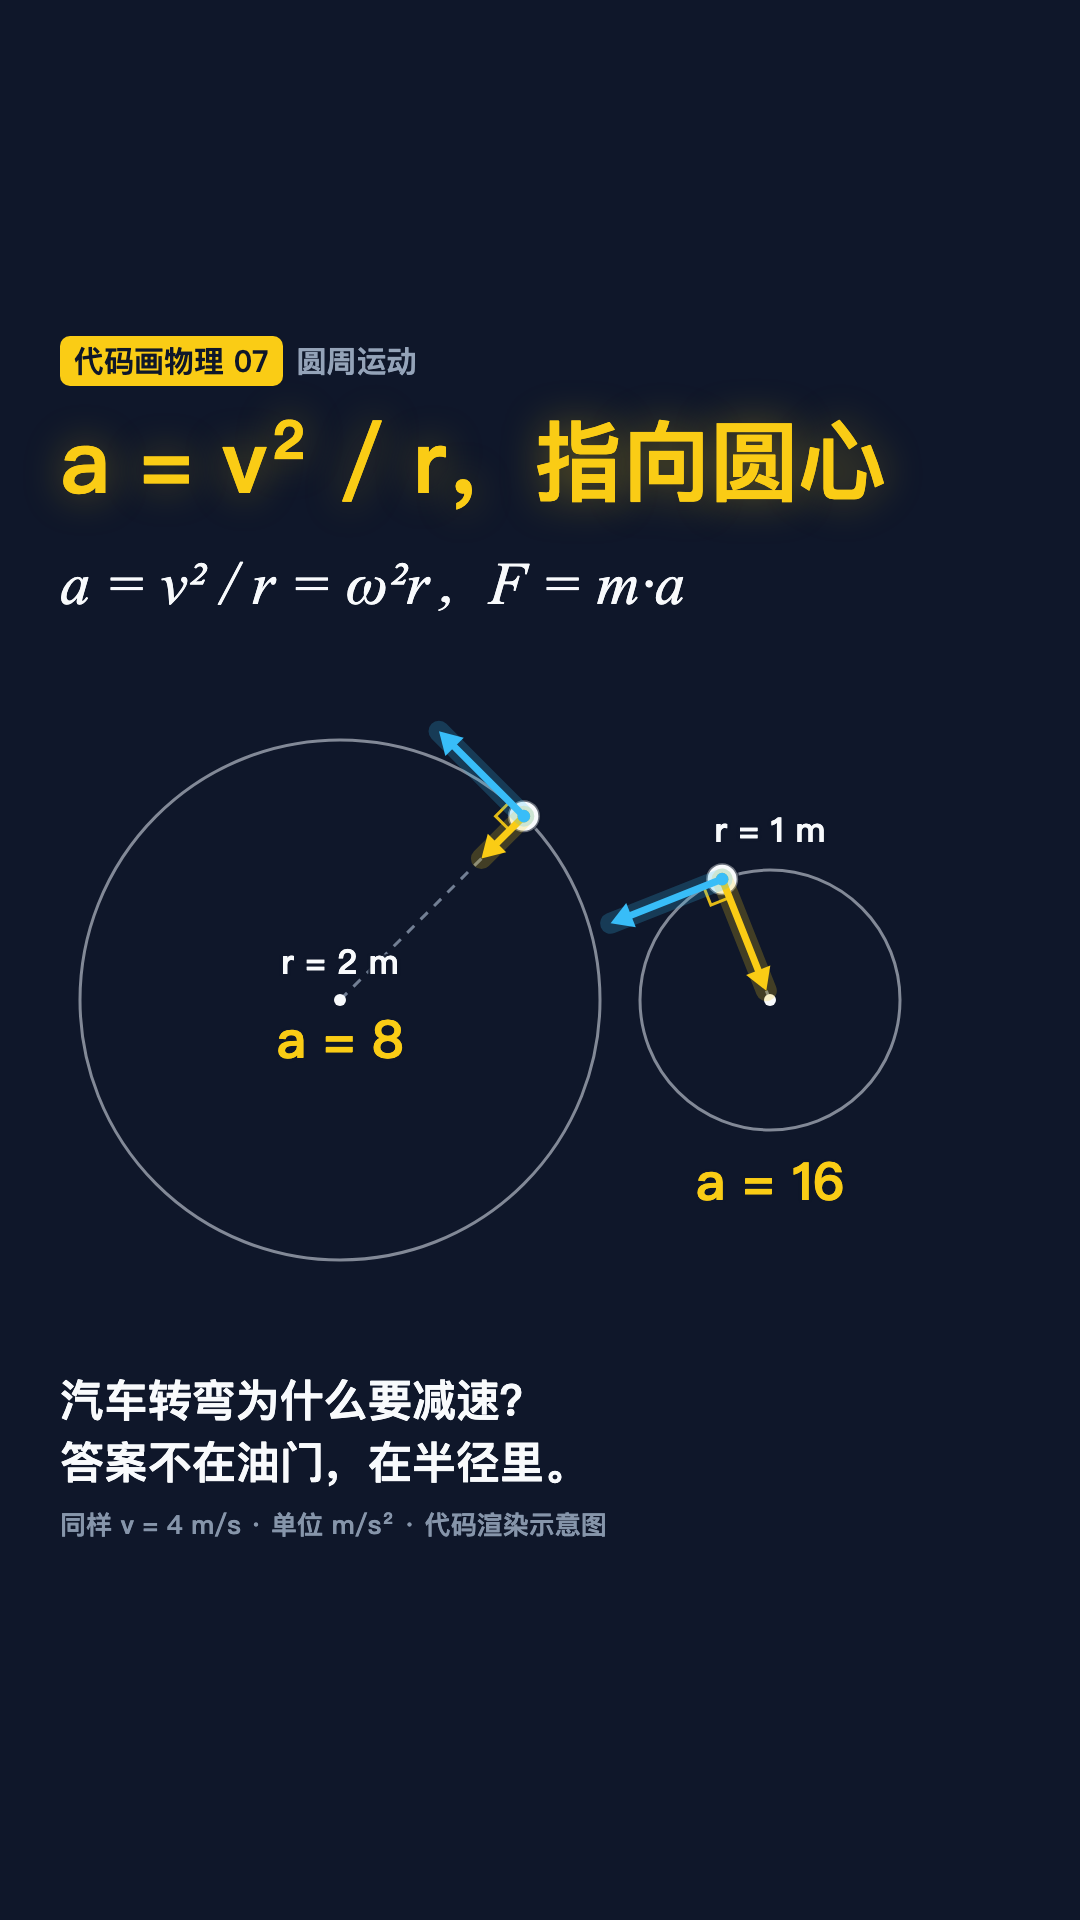 代码画物理 07 圆周运动
a = v² / r，指向圆心
a = v² / r = ω²r ,  F = m·a
r = 1 m
r = 2 m
a = 8
a = 16
汽车转弯为什么要减速？
答案不在油门，在半径里。
同样 v = 4 m/s · 单位 m/s² · 代码渲染示意图